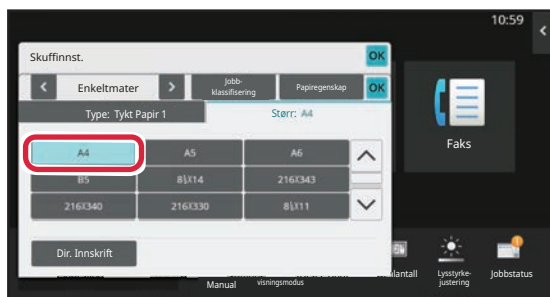 10:59
Skuffinnst.
OK
Enkeltmater
Jobb-
klassifisering
Papiregenskap
OK
Type: Tykt Papir 1
Størr: A4
A4
A5
A6
B5
8½X14
216X343
216X340
216X330
8½X11
Dir. Innskrift
Faks
Manual
visningsmodus
antall
Lysstyrke-
justering
Jobbstatus